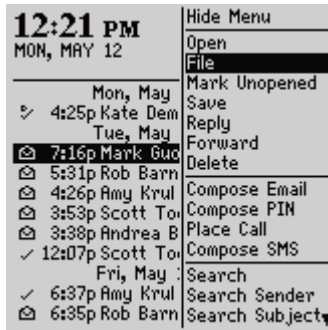 12:21 PM
MON, MAY 12
Mon, May
4:25p Kate Dem
Tue, May
7:16p Mark Guo
5:31p Rob Barn
4:26p Amy Krul
3:53p Scott To
3:38p Andrea B
12:07p Scott To
Fri, May
6:37p Amy Krul
6:35p Rob Barn
Hide Menu
Open
File
Mark Unopened
Save
Reply
Forward
Delete
Compose Email
Compose PIN
Place Call
Compose SMS
Search
Search Sender
Search Subject